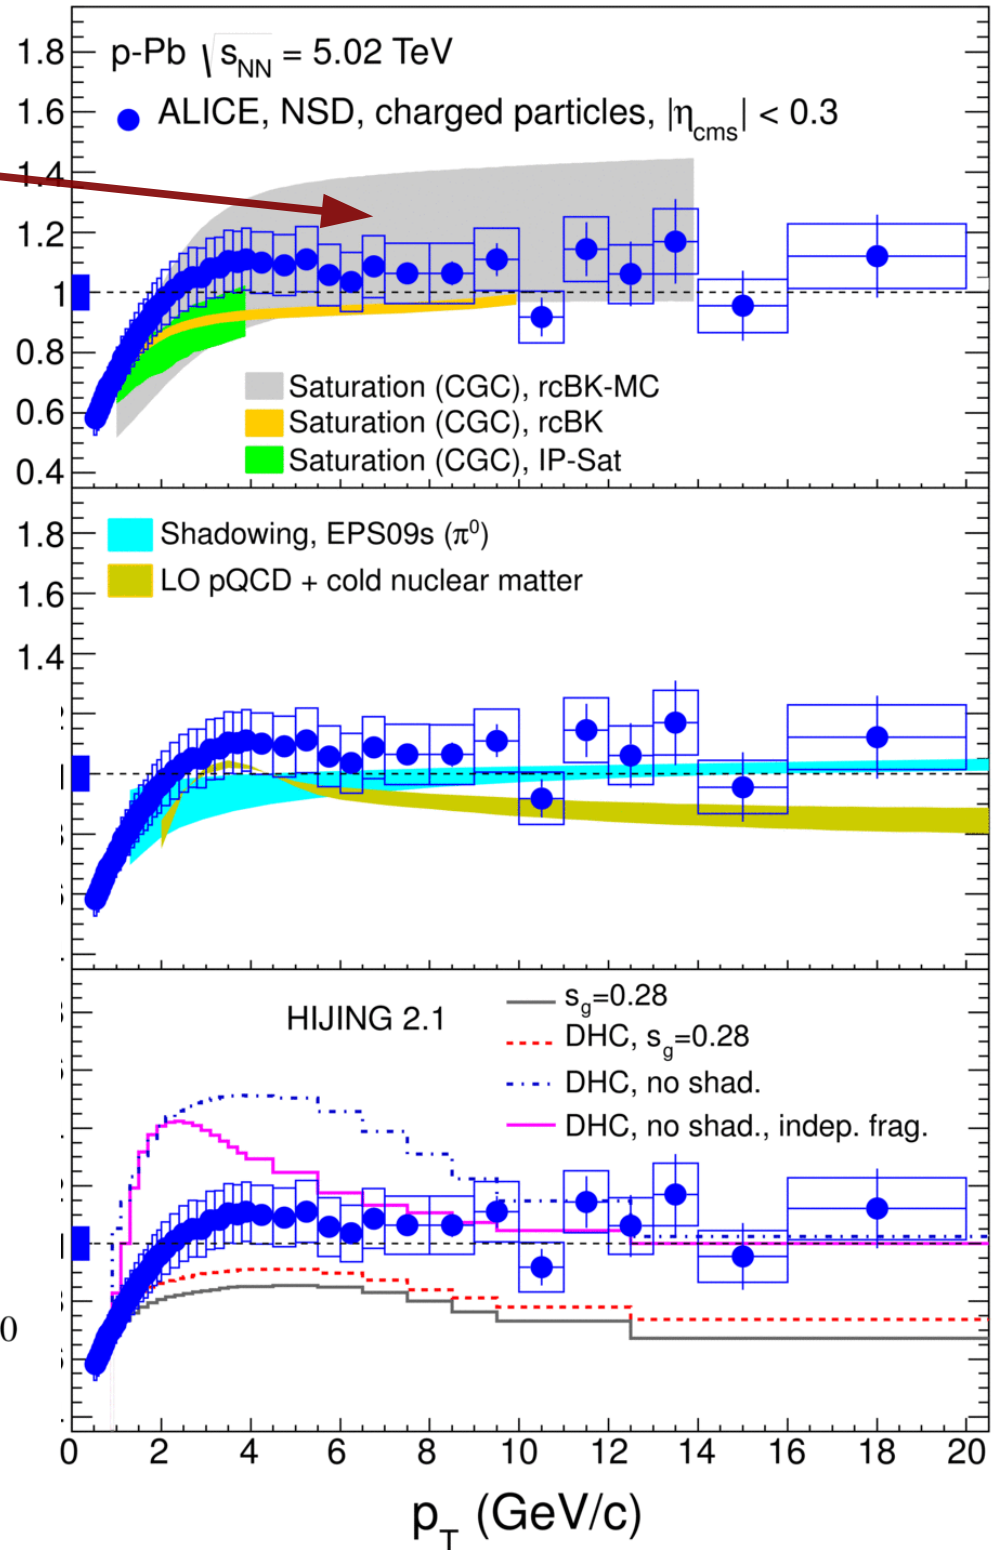 1.8
p-Pb √sNN = 5.02 TeV
1.6
ALICE, NSD, charged particles, |ηcms| < 0.3
1.4
1.2
1
0.8
Saturation (CGC), rcBK-MC
0.6
Saturation (CGC), rcBK
Saturation (CGC), IP-Sat
0.4
1.8
Shadowing, EPS09s (π0)
1.6
LO pQCD + cold nuclear matter
1.4
HIJING 2.1
sg=0.28
DHC, sg=0.28
DHC, no shad.
DHC, no shad., indep. frag.
0
0 2 4 6 8 10 12 14 16 18 20
pT (GeV/c)